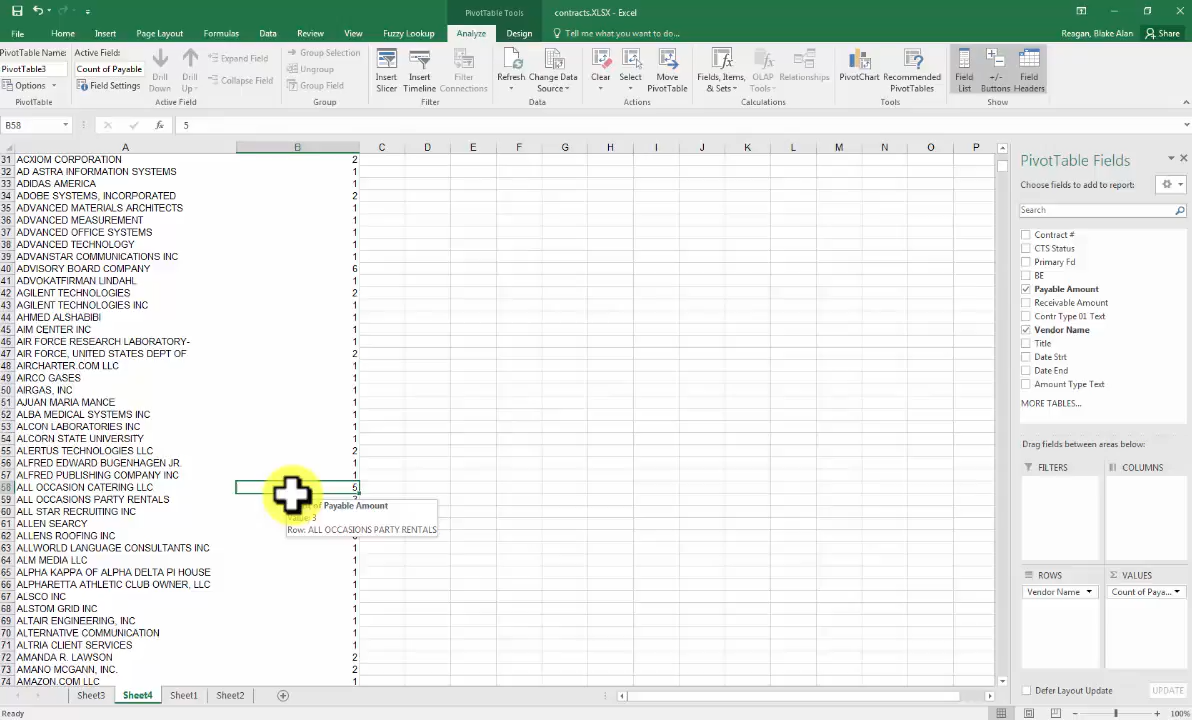 PivotTable Tools
contracts.XLSX - Excel
File Home Insert Page Layout Formulas Data Review View Fuzzy Lookup Analyze Design Tell me what you want to do... Reagan, Blake Alan Share
PivotTable Name: Active Field:
PivotTable3 Count of Payable
Options Field Settings
Drill Down
Drill Up
Expand Field
Collapse Field
Group Selection
Ungroup
Group Field
Insert Slicer
Insert Timeline
Filter Connections
Refresh
Change Data Source
Clear
Select
Move PivotTable
Fields, Items, & Sets
OLAP Tools
Relationships
PivotChart
Recommended PivotTables
Field List
+/- Buttons
Field Headers
PivotTable Active Field Group Filter Data Actions Calculations Tools Show
B58 fx 5
A B C D E F G H I J K L M N O P
31 ACXIOM CORPORATION 2
32 AD ASTRA INFORMATION SYSTEMS 1
33 ADIDAS AMERICA 1
34 ADOBE SYSTEMS, INCORPORATED 2
35 ADVANCED MATERIALS ARCHITECTS 1
36 ADVANCED MEASUREMENT 1
37 ADVANCED OFFICE SYSTEMS 1
38 ADVANCED TECHNOLOGY 1
39 ADVANSTAR COMMUNICATIONS INC 1
40 ADVISORY BOARD COMPANY 6
41 ADVOKATFIRMAN LINDAHL 1
42 AGILENT TECHNOLOGIES 2
43 AGILENT TECHNOLOGIES INC 1
44 AHMED ALSHABIBI 1
45 AIM CENTER INC 1
46 AIR FORCE RESEARCH LABORATORY- 1
47 AIR FORCE, UNITED STATES DEPT OF 2
48 AIRCHARTER.COM LLC 1
49 AIRCO GASES 1
50 AIRGAS, INC 1
51 AJUAN MARIA MANCE 1
52 ALBA MEDICAL SYSTEMS INC 1
53 ALCON LABORATORIES INC 1
54 ALCORN STATE UNIVERSITY 1
55 ALERTUS TECHNOLOGIES LLC 2
56 ALFRED EDWARD BUGENHAGEN JR. 1
57 ALFRED PUBLISHING COMPANY INC 1
58 ALL OCCASION CATERING LLC 5
59 ALL OCCASIONS PARTY RENTALS
60 ALL STAR RECRUITING INC
61 ALLEN SEARCY
62 ALLENS ROOFING INC
63 ALLWORLD LANGUAGE CONSULTANTS INC 1
64 ALM MEDIA LLC 1
65 ALPHA KAPPA OF ALPHA DELTA PI HOUSE 1
66 ALPHARETTA ATHLETIC CLUB OWNER, LLC 1
67 ALSCO INC 1
68 ALSTOM GRID INC 1
69 ALTAIR ENGINEERING, INC 1
70 ALTERNATIVE COMMUNICATION 1
71 ALTRIA CLIENT SERVICES 1
72 AMANDA R. LAWSON 2
73 AMANO MCGANN, INC. 2
74 AMAZON.COM LLC 1
of Payable Amount
Value: 3
Row: ALL OCCASIONS PARTY RENTALS
PivotTable Fields
Choose fields to add to report:
Search
Contract #
CTS Status
Primary Fd
BE
Payable Amount
Receivable Amount
Contr Type 01 Text
Vendor Name
Title
Date Strt
Date End
Amount Type Text
MORE TABLES...
Drag fields between areas below:
FILTERS COLUMNS
ROWS Σ VALUES
Vendor Name Count of Paya...
Defer Layout Update UPDATE
Sheet3 Sheet4 Sheet1 Sheet2
Ready 100%